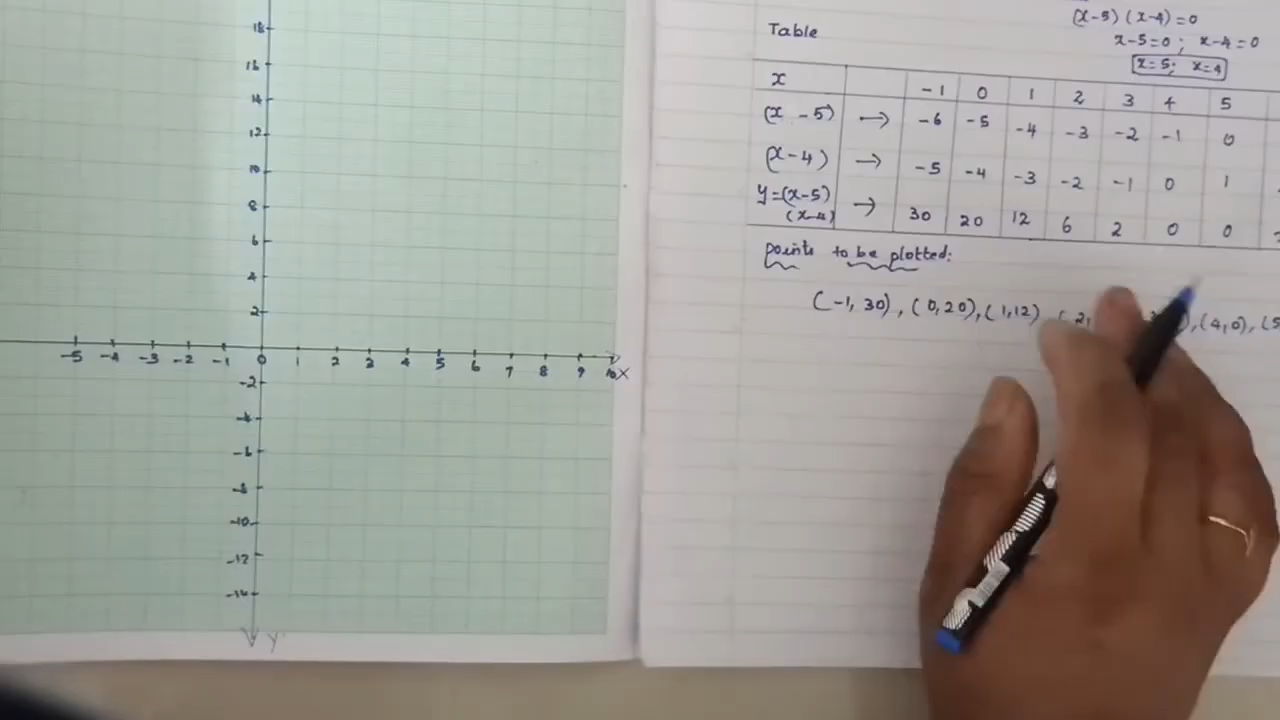 18
16
14
12
10
8
6
4
2
-5 -4 -3 -2 -1 0 1 2 3 4 5 6 7 8 9 10 X
-2
-4
-6
-8
-10
-12
-14
Y'
(x-5) (x-4) = 0
x-5=0 ; x-4=0
x=5; x=4
Table
x -1 0 1 2 3 4 5
(x -5) → -6 -5 -4 -3 -2 -1 0
(x-4) → -5 -4 -3 -2 -1 0 1
y=(x-5) (x-4) → 30 20 12 6 2 0 0
points to be plotted:
(-1, 30), (0,20), (1,12) (2, ), (4,0), (5